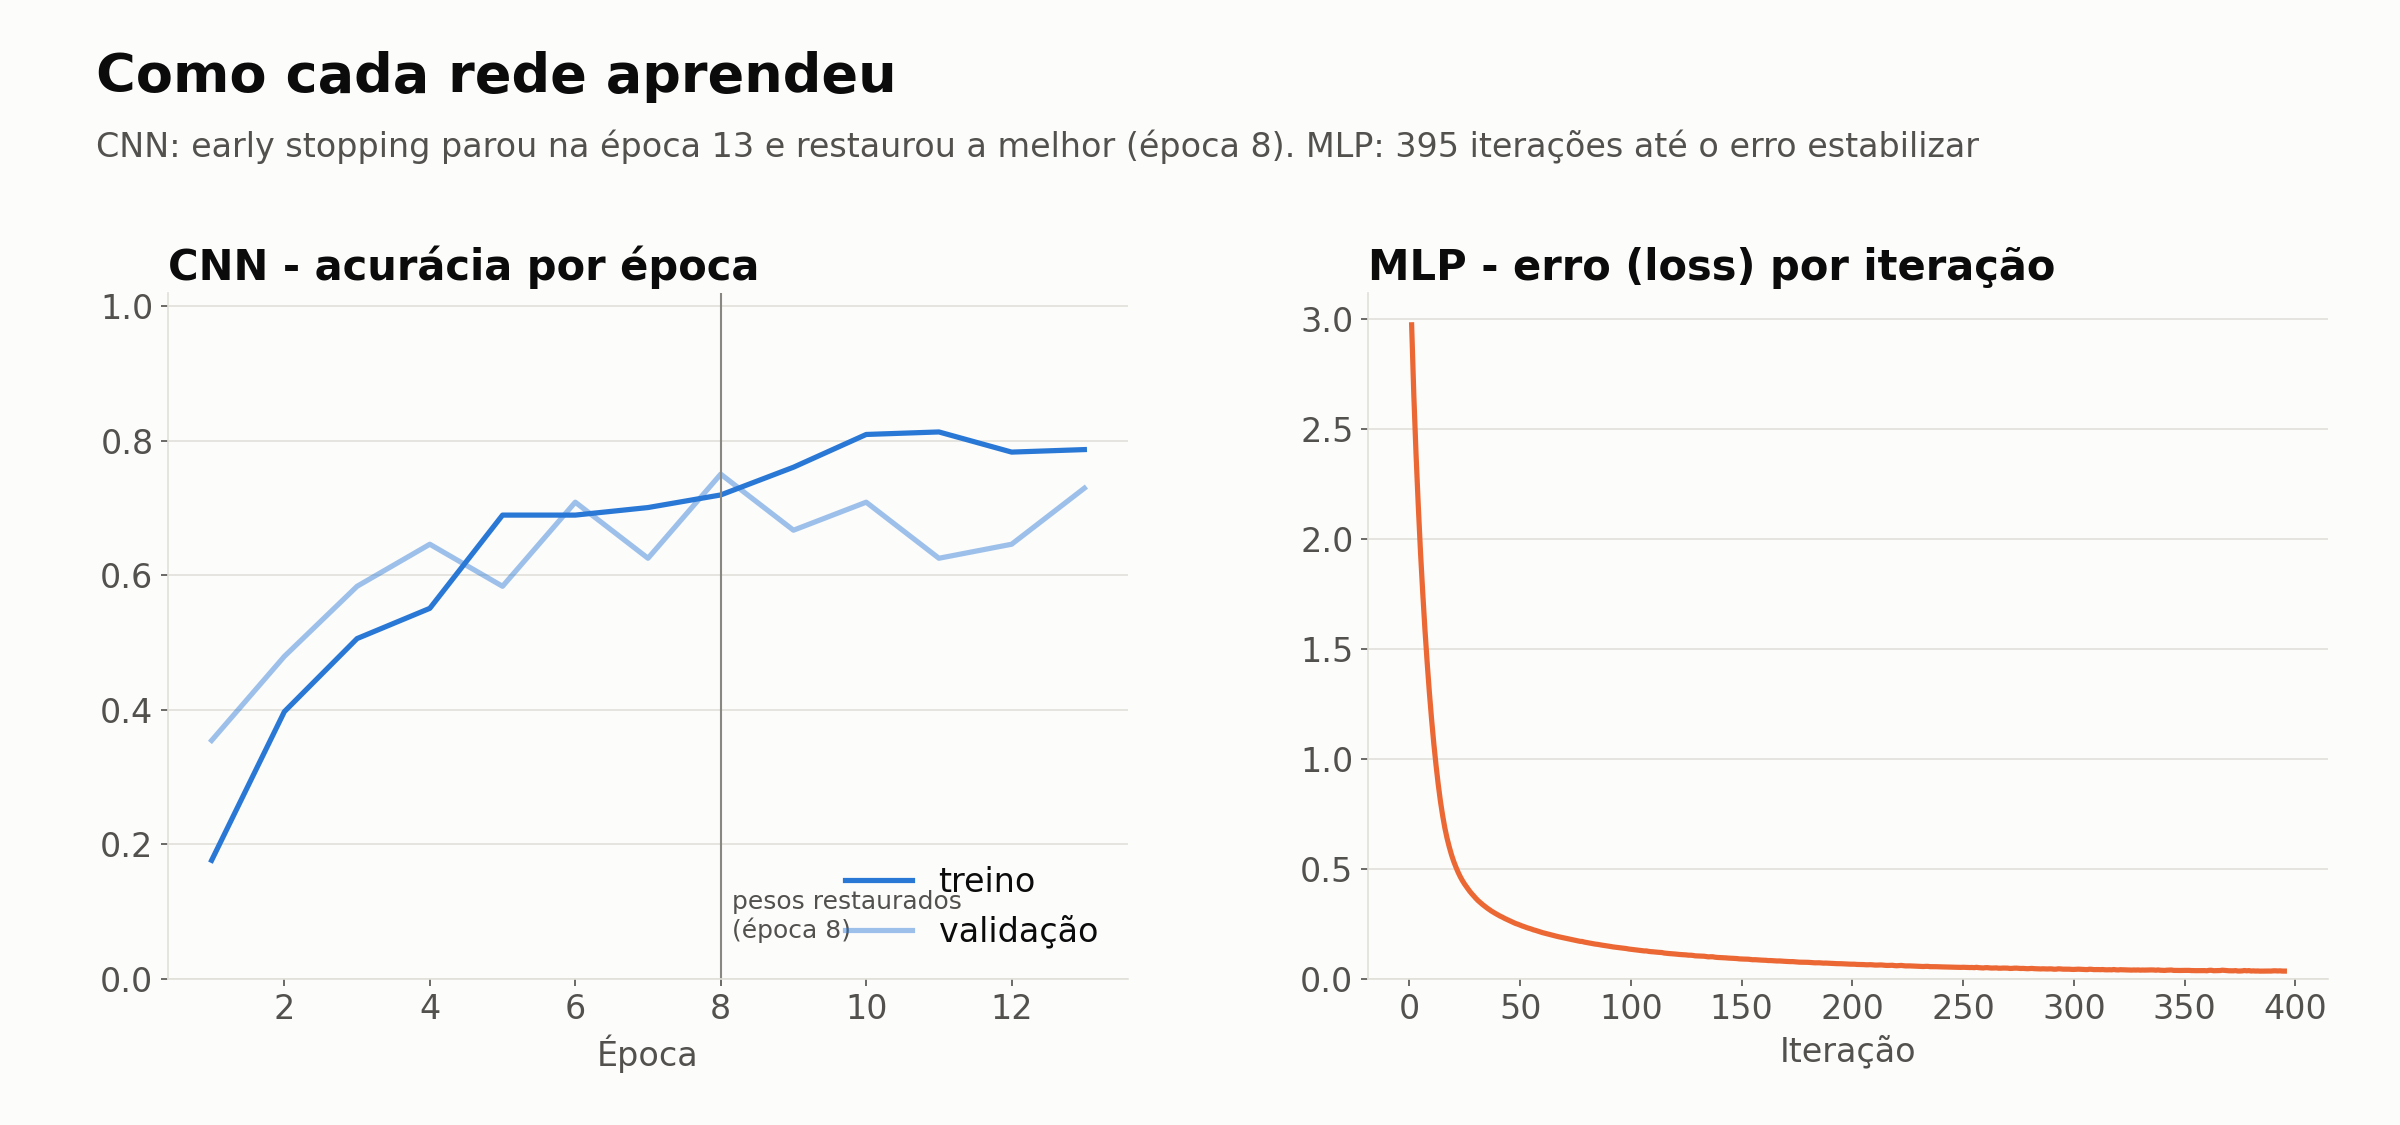 Como cada rede aprendeu
CNN: early stopping parou na época 13 e restaurou a melhor (época 8). MLP: 395 iterações até o erro estabilizar
CNN - acurácia por época
1.0
0.8
0.6
0.4
0.2
0.0
2 4 6 8 10 12
Época
pesos restaurados
(época 8)
treino
validação
MLP - erro (loss) por iteração
3.0
2.5
2.0
1.5
1.0
0.5
0.0
0 50 100 150 200 250 300 350 400
Iteração